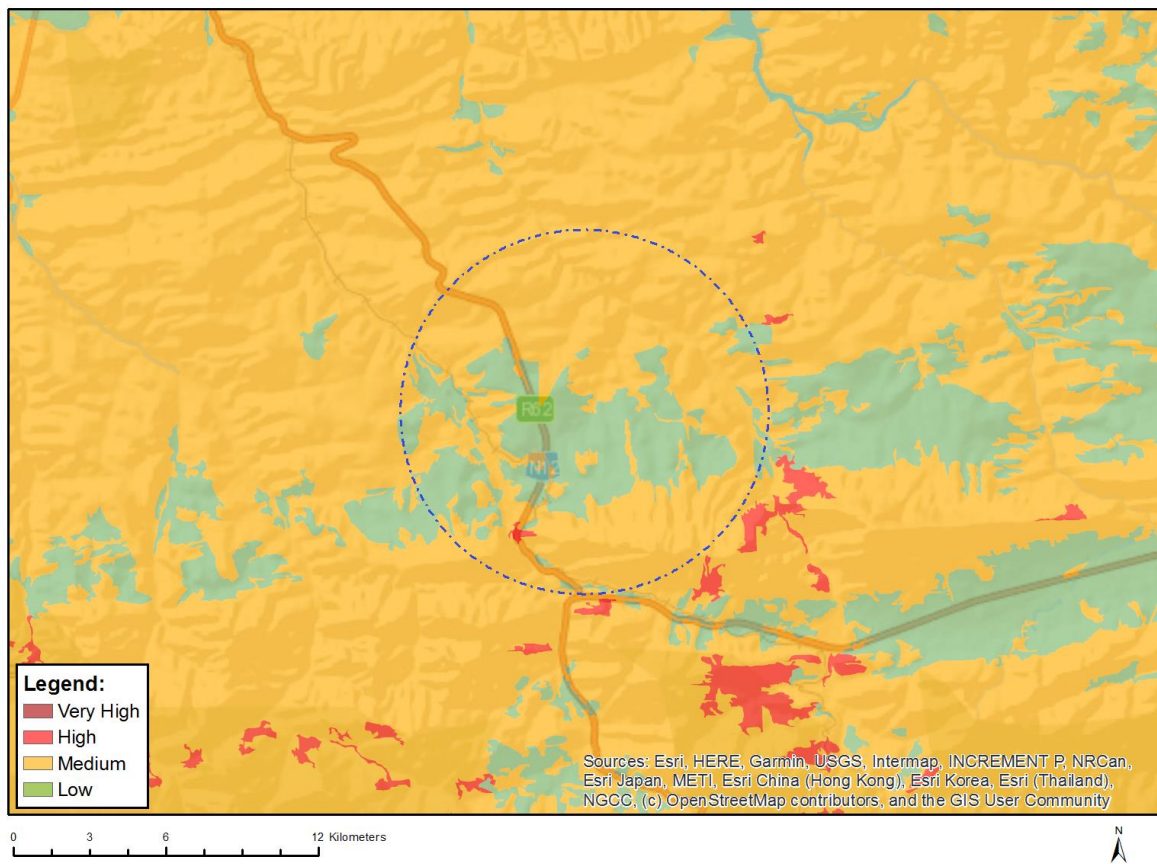 R62
N12
Legend:
Very High
High
Medium
Low
Sources: Esri, HERE, Garmin, USGS, Intermap, INCREMENT P, NRCan,
Esri Japan, METI, Esri China (Hong Kong), Esri Korea, Esri (Thailand),
NGCC, (c) OpenStreetMap contributors, and the GIS User Community
0 3 6 12 Kilometers
N